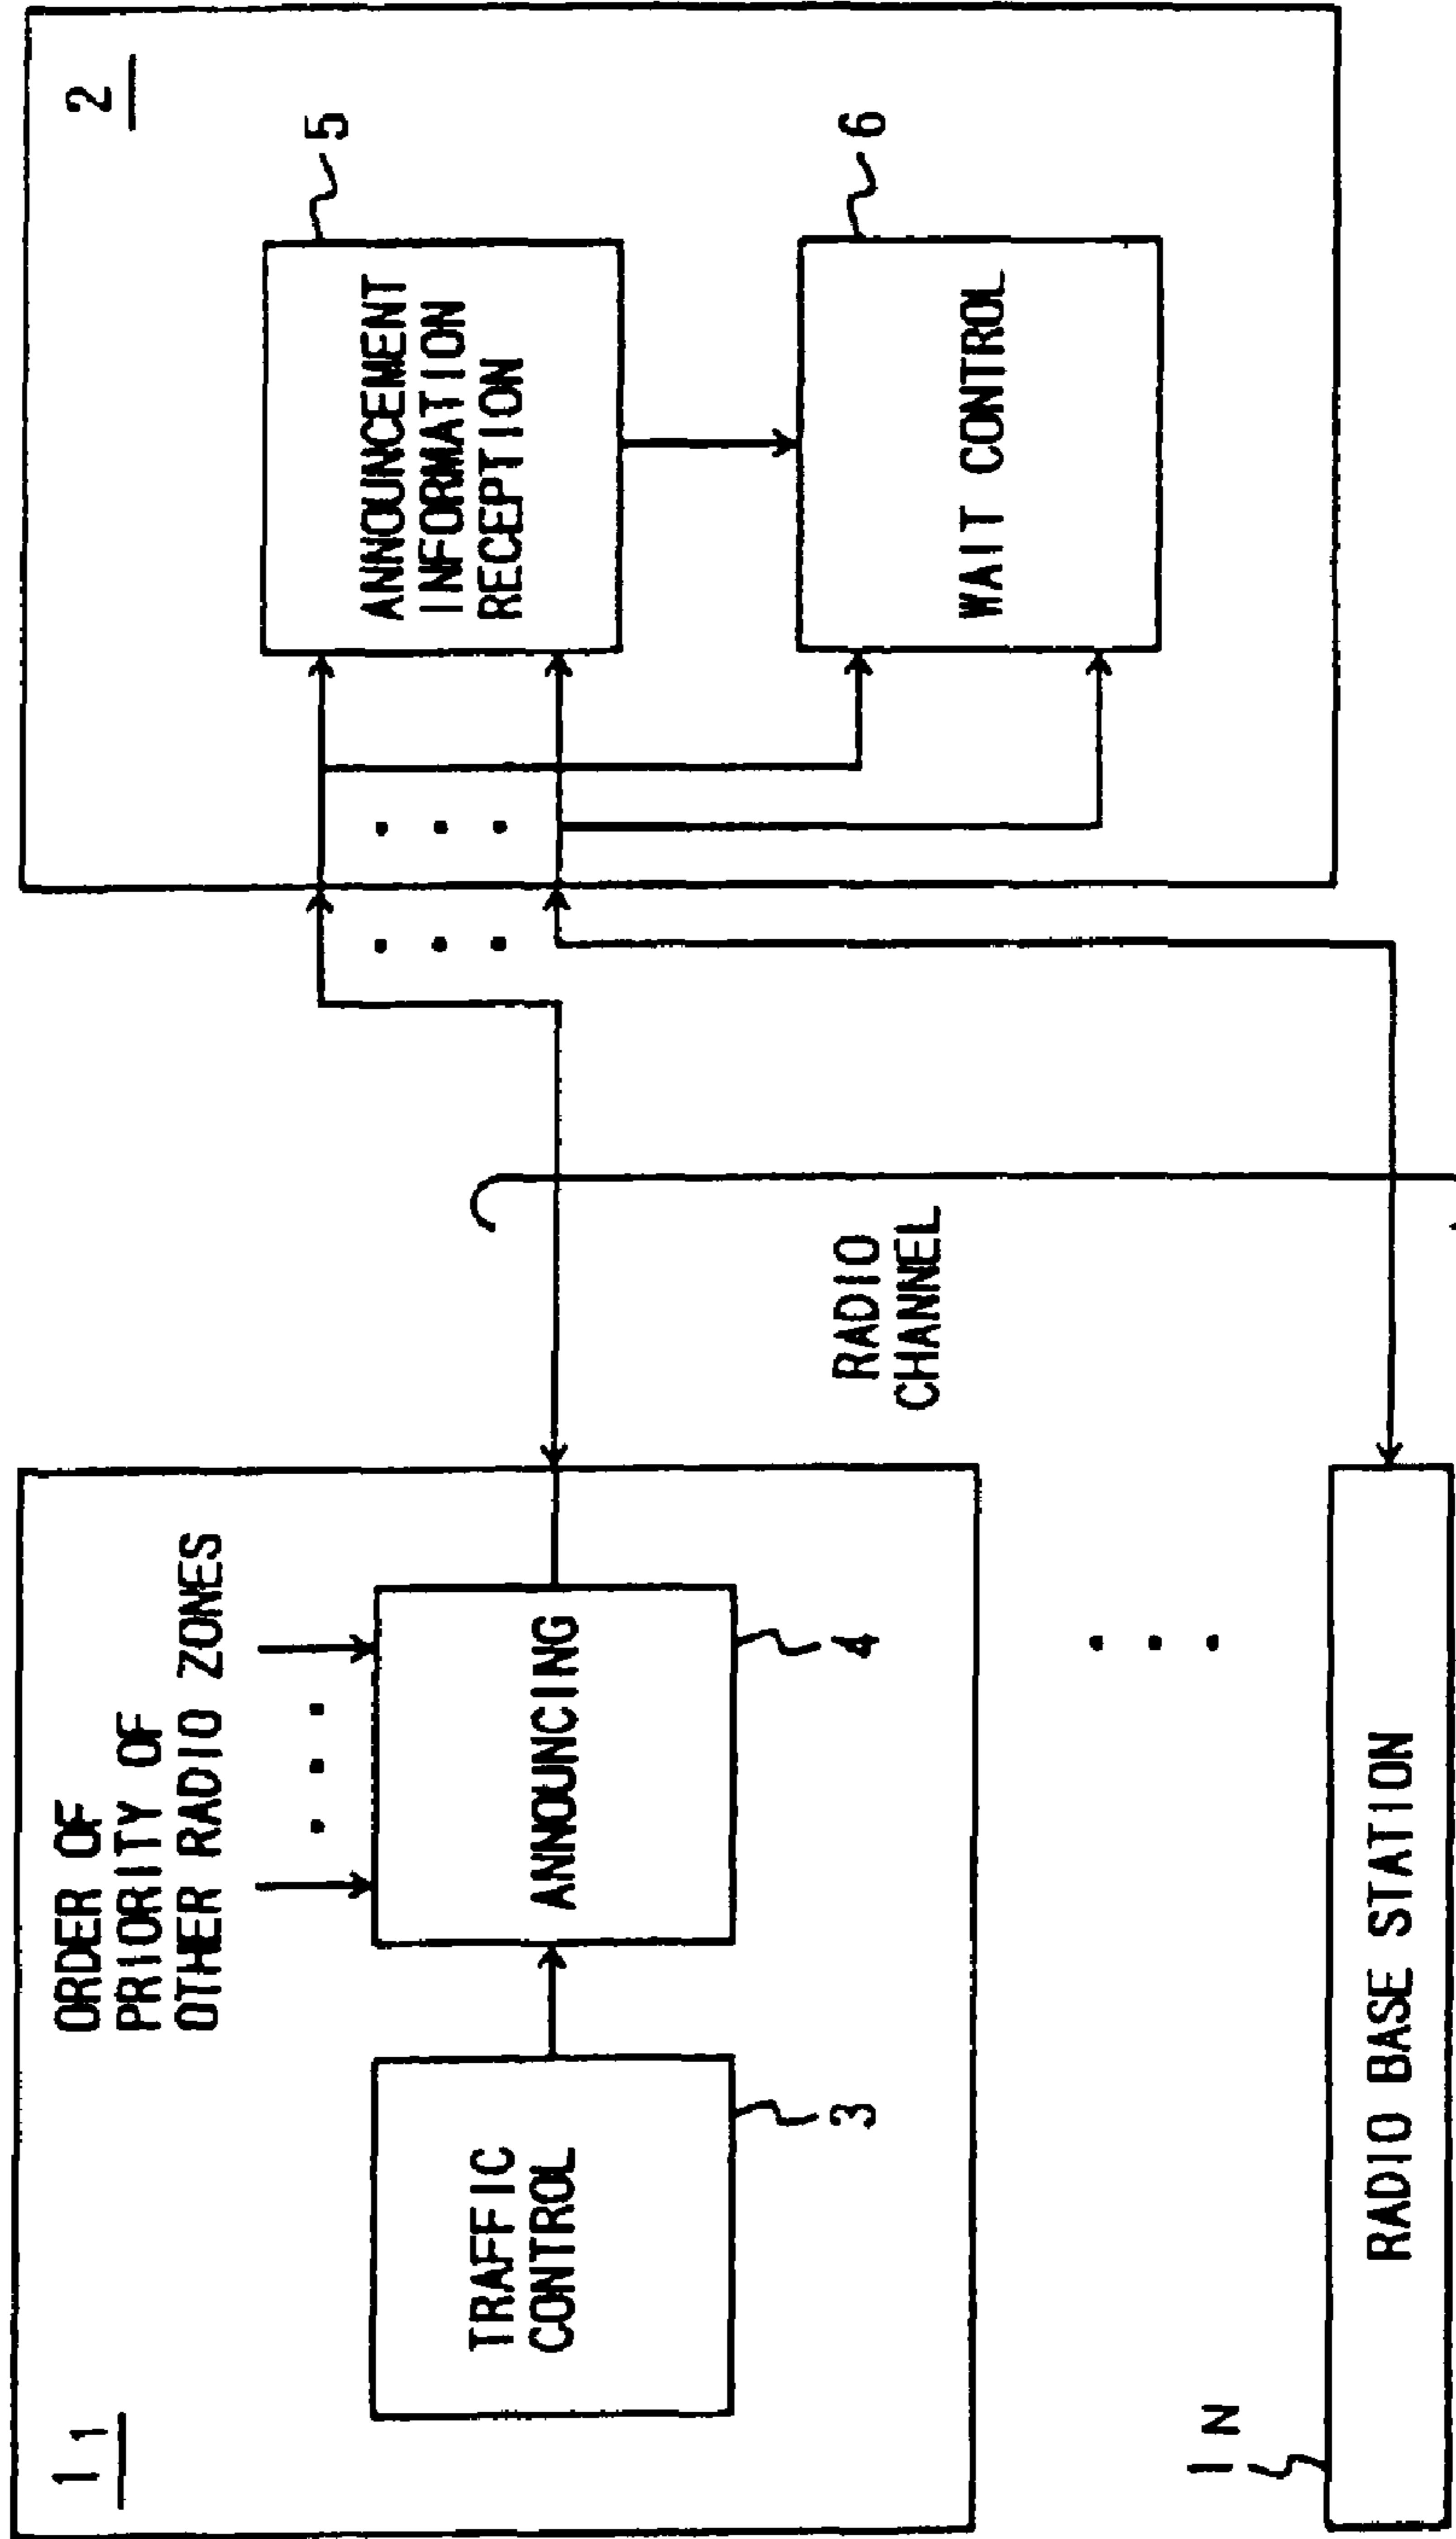 1 1
ORDER OF
PRIORITY OF
OTHER RADIO ZONES
TRAFFIC
CONTROL
3
ANNOUNCING
4
RADIO
CHANNEL
2
ANNOUNCEMENT
INFORMATION
RECEPTION
5
WAIT CONTROL
6
1 N
RADIO BASE STATION